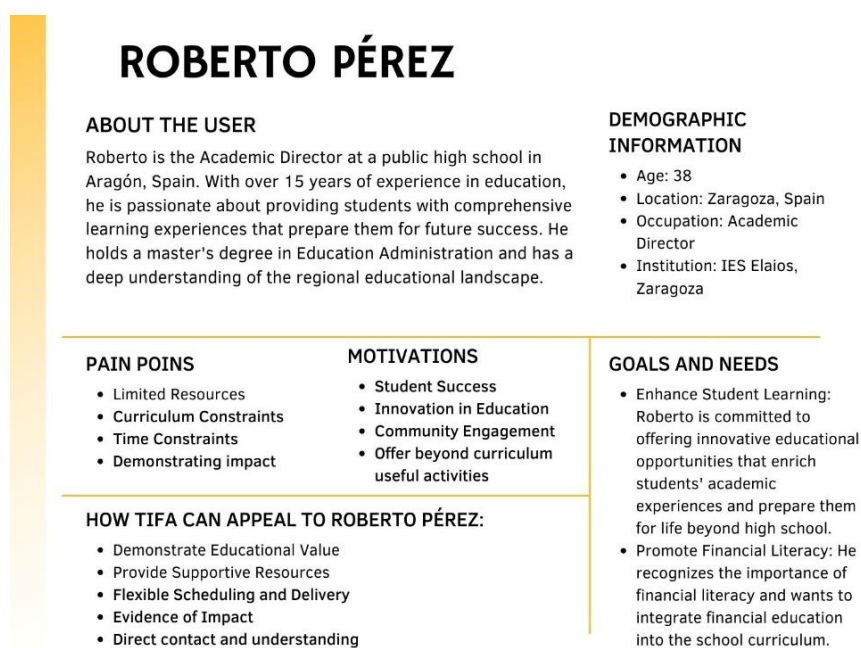 ROBERTO PÉREZ
ABOUT THE USER
Roberto is the Academic Director at a public high school in
Aragón, Spain. With over 15 years of experience in education,
he is passionate about providing students with comprehensive
learning experiences that prepare them for future success. He
holds a master's degree in Education Administration and has a
deep understanding of the regional educational landscape.
DEMOGRAPHIC
INFORMATION
• Age: 38
• Location: Zaragoza, Spain
• Occupation: Academic
Director
• Institution: IES Elaios,
Zaragoza
PAIN POINS
• Limited Resources
• Curriculum Constraints
• Time Constraints
• Demonstrating impact
MOTIVATIONS
• Student Success
• Innovation in Education
• Community Engagement
• Offer beyond curriculum
useful activities
GOALS AND NEEDS
• Enhance Student Learning:
Roberto is committed to
offering innovative educational
opportunities that enrich
students' academic
experiences and prepare them
for life beyond high school.
• Promote Financial Literacy: He
recognizes the importance of
financial literacy and wants to
integrate financial education
into the school curriculum.
HOW TIFA CAN APPEAL TO ROBERTO PÉREZ:
• Demonstrate Educational Value
• Provide Supportive Resources
• Flexible Scheduling and Delivery
• Evidence of Impact
• Direct contact and understanding